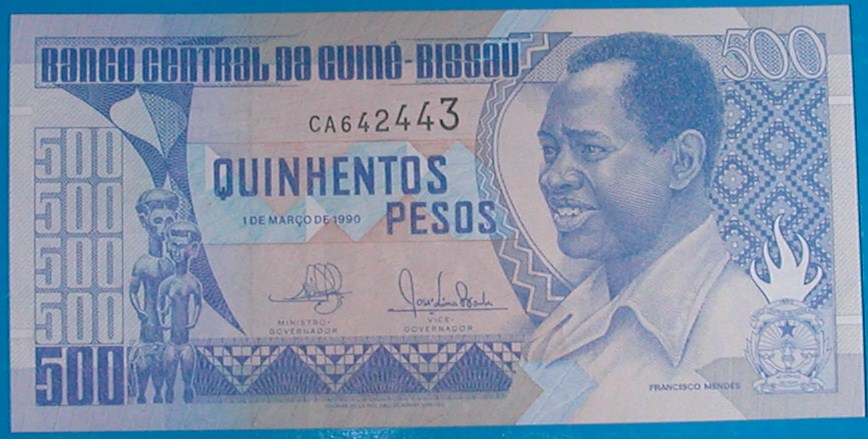 BANCO CENTRAL DA GUINÉ-BISSAU
500
CA642443
500
500
500
500
500
QUINHENTOS
PESOS
1 DE MARÇO DE 1990
MINISTRO-
GOVERNADOR
VICE-
GOVERNADOR
FRANCISCO MENDES